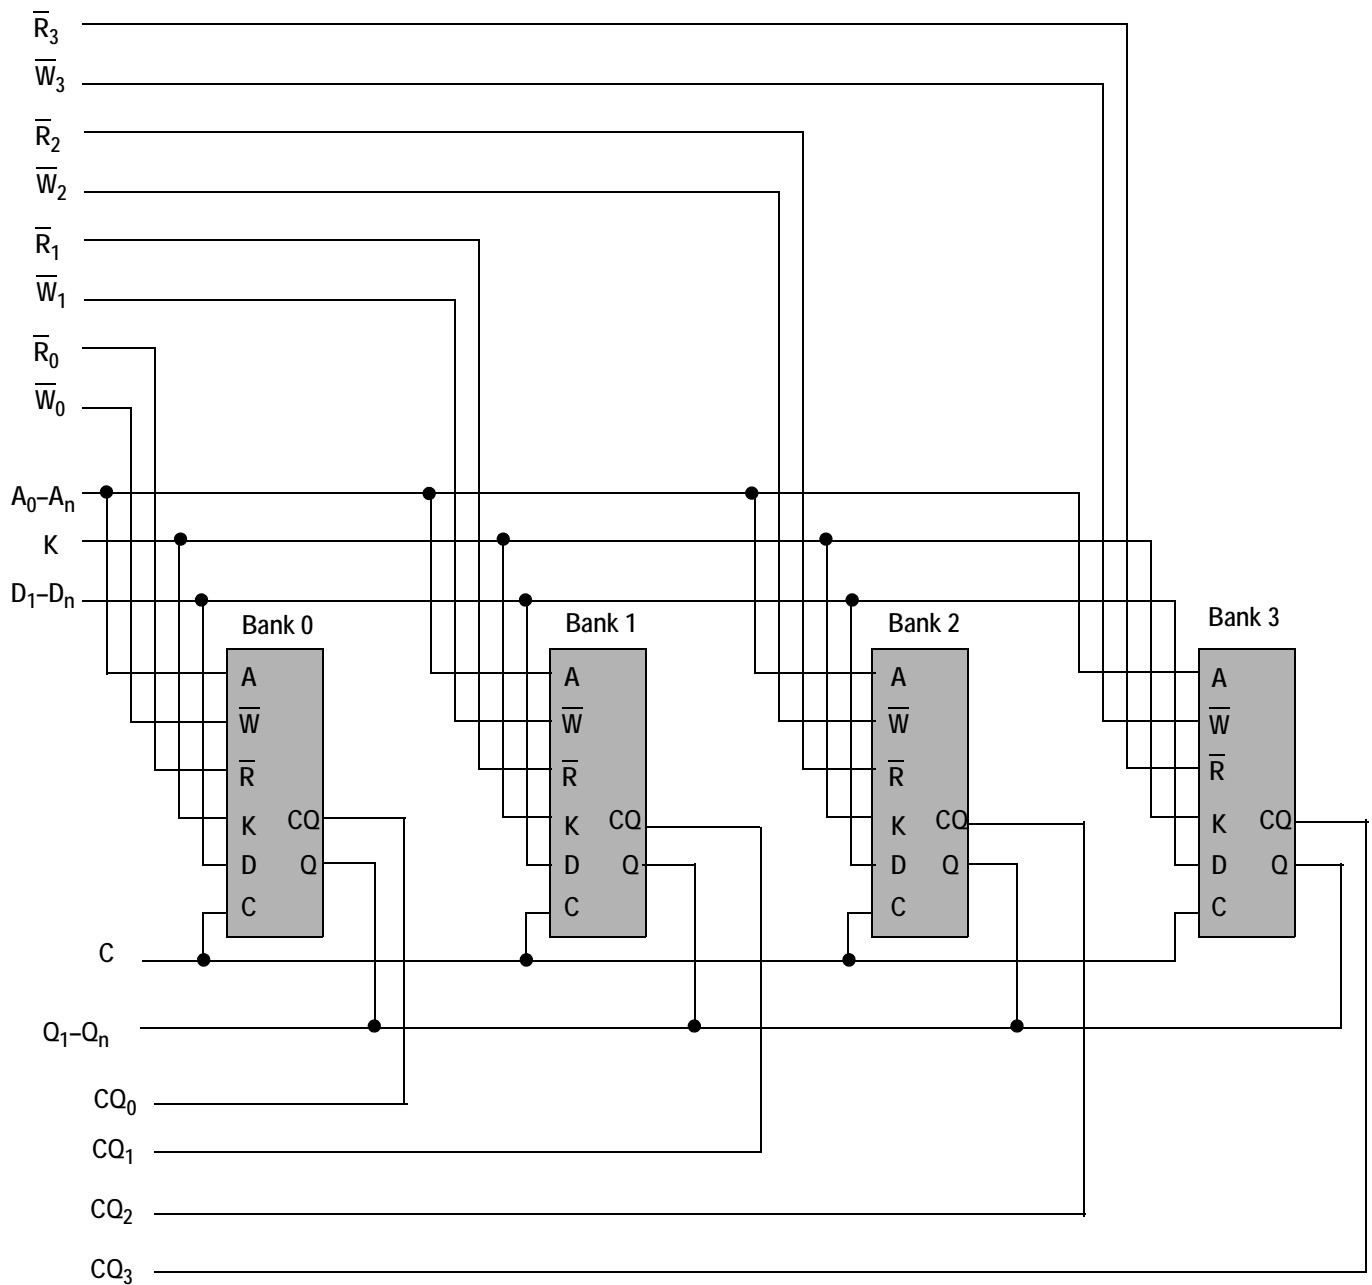 R̅₃
W̅₃
R̅₂
W̅₂
R̅₁
W̅₁
R̅₀
W̅₀
A₀–Aₙ
K
D₁–Dₙ
Bank 0
A
W̅
R̅
K
CQ
D
Q
C
Bank 1
A
W̅
R̅
K
CQ
D
Q
C
Bank 2
A
W̅
R̅
K
CQ
D
Q
C
Bank 3
A
W̅
R̅
K
CQ
D
Q
C
C
Q₁–Qₙ
CQ₀
CQ₁
CQ₂
CQ₃